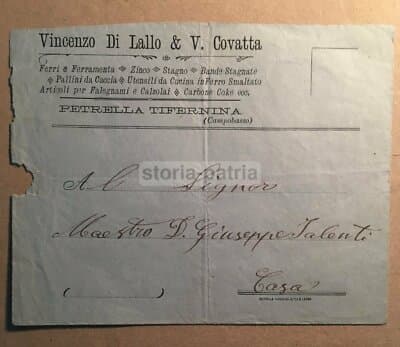 Vincenzo Di Lallo & V. Covatta
Ferri e Ferramenta ❖ Zinco ❖ Stagno ❖ Bande Stagnate
❖ Pallini da Caccia ❖ Utensili da Cucina in Ferro Smaltato
Articoli per Falegnami e Calzolai ❖ Carbone Coke ecc.
PETRELLA TIFERNINA
(Campobasso)
storia-patria
Al Signor
Maestro D. Giuseppe Talenti
Casa